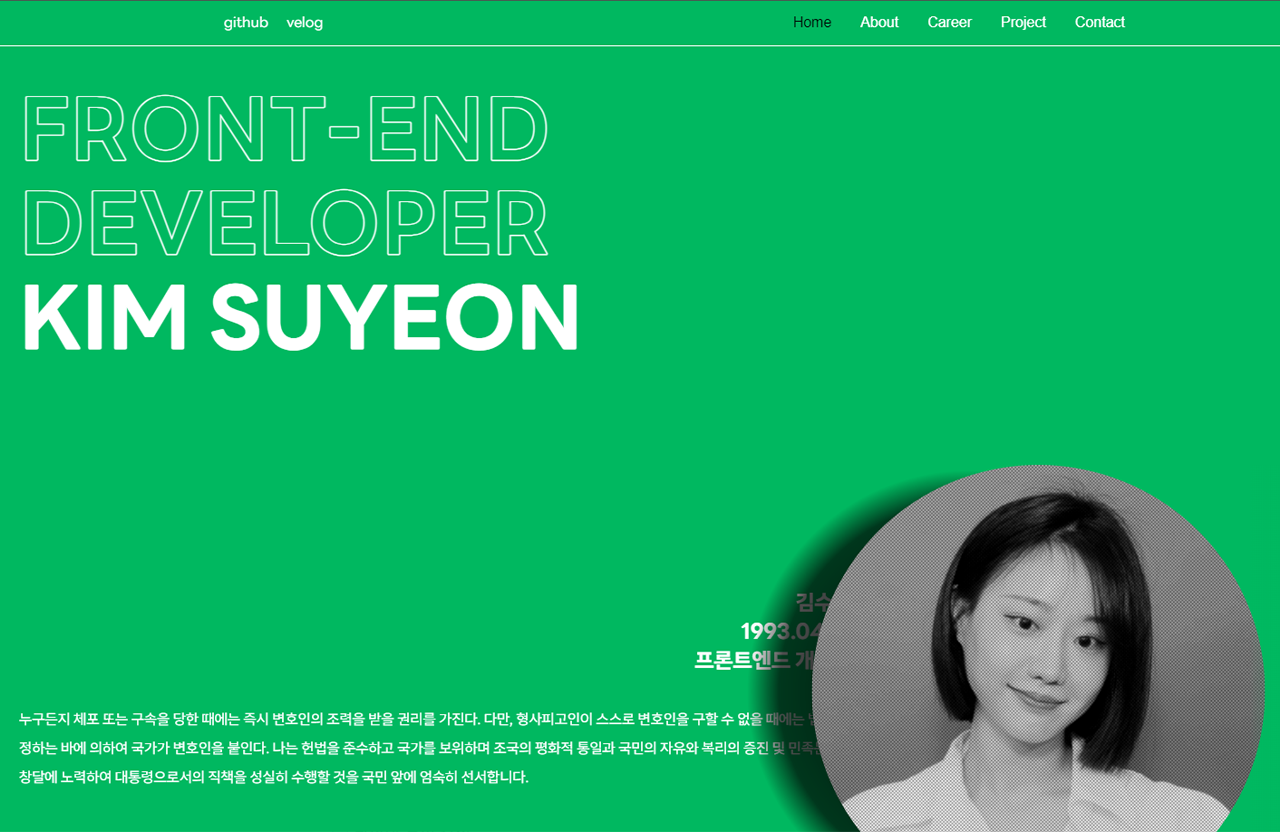 github velog
Home About Career Project Contact
FRONT-END
DEVELOPER
KIM SUYEON
김수
1993.04
프론트엔드 개
누구든지 체포 또는 구속을 당한 때에는 즉시 변호인의 조력을 받을 권리를 가진다. 다만, 형사피고인이 스스로 변호인을 구할 수 없을 때에는
정하는 바에 의하여 국가가 변호인을 붙인다. 나는 헌법을 준수하고 국가를 보위하며 조국의 평화적 통일과 국민의 자유와 복리의 증진 및
창달에 노력하여 대통령으로서의 직책을 성실히 수행할 것을 국민 앞에 엄숙히 선서합니다.